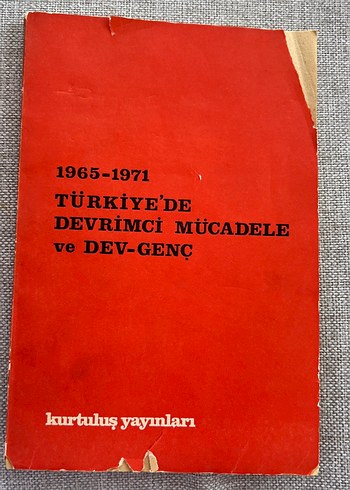 1965-1971
TÜRKİYE'DE
DEVRİMCİ MÜCADELE
ve DEV-GENÇ
kurtuluş yayınları